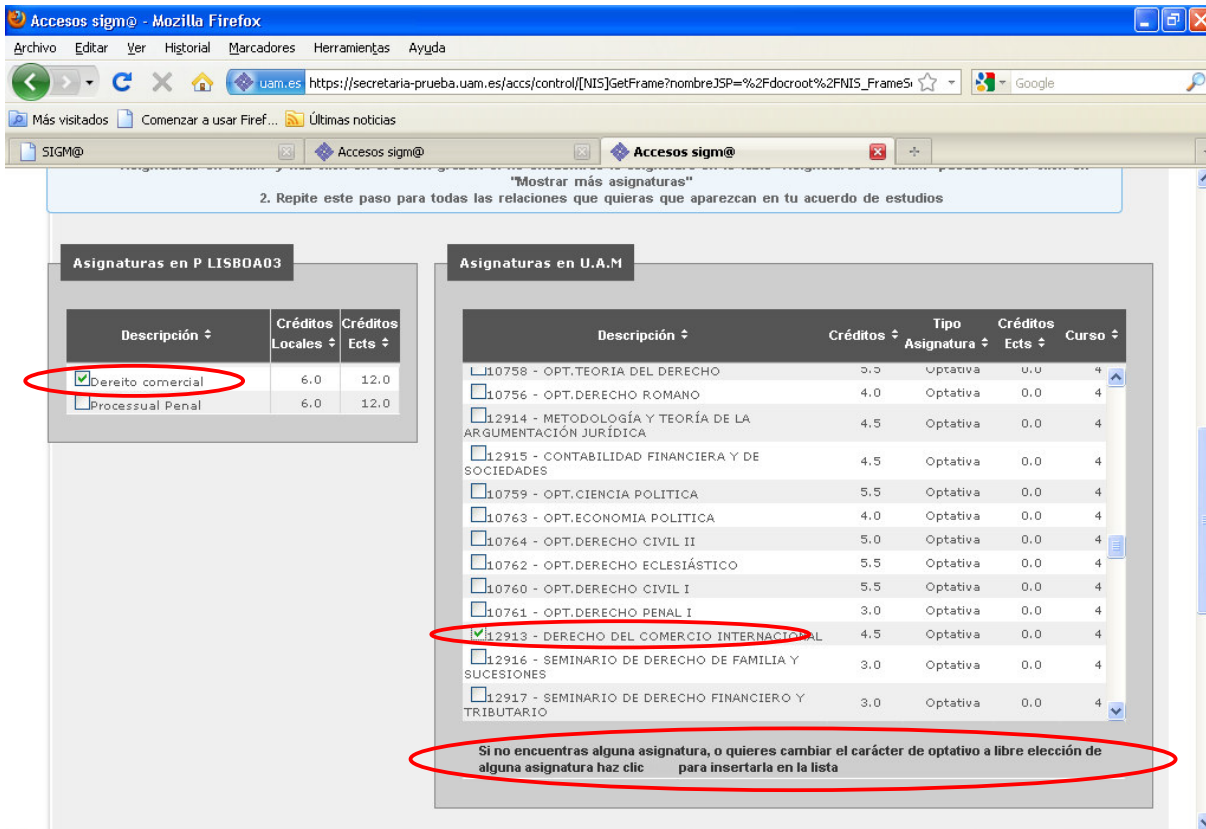 Accesos sigm@ - Mozilla Firefox
Archivo Editar Ver Historial Marcadores Herramientas Ayuda
uam.es https://secretaria-prueba.uam.es/accs/control/[NIS]GetFrame?nombreJSP=%2Fdocroot%2FNIS_FrameS Google
Más visitados Comenzar a usar Firef... Últimas noticias
SIGM@ Accesos sigm@ Accesos sigm@
"Mostrar más asignaturas"
2. Repite este paso para todas las relaciones que quieras que aparezcan en tu acuerdo de estudios
Asignaturas en P LISBOA03
Descripción Créditos Locales Créditos Ects
Dereito comercial 6.0 12.0
Processual Penal 6.0 12.0
Asignaturas en U.A.M
Descripción Créditos Tipo Asignatura Créditos Ects Curso
10758 - OPT.TEORIA DEL DERECHO 5.5 Optativa 0.0 4
10756 - OPT.DERECHO ROMANO 4.0 Optativa 0.0 4
12914 - METODOLOGÍA Y TEORÍA DE LA
ARGUMENTACIÓN JURÍDICA 4.5 Optativa 0.0 4
12915 - CONTABILIDAD FINANCIERA Y DE
SOCIEDADES 4.5 Optativa 0.0 4
10759 - OPT.CIENCIA POLITICA 5.5 Optativa 0.0 4
10763 - OPT.ECONOMIA POLITICA 4.0 Optativa 0.0 4
10764 - OPT.DERECHO CIVIL II 5.0 Optativa 0.0 4
10762 - OPT.DERECHO ECLESIÁSTICO 5.5 Optativa 0.0 4
10760 - OPT.DERECHO CIVIL I 5.5 Optativa 0.0 4
10761 - OPT.DERECHO PENAL I 3.0 Optativa 0.0 4
12913 - DERECHO DEL COMERCIO INTERNACIONAL 4.5 Optativa 0.0 4
12916 - SEMINARIO DE DERECHO DE FAMILIA Y
SUCESIONES 3.0 Optativa 0.0 4
12917 - SEMINARIO DE DERECHO FINANCIERO Y
TRIBUTARIO 3.0 Optativa 0.0 4
Si no encuentras alguna asignatura, o quieres cambiar el carácter de optativo a libre elección de
alguna asignatura haz clic para insertarla en la lista